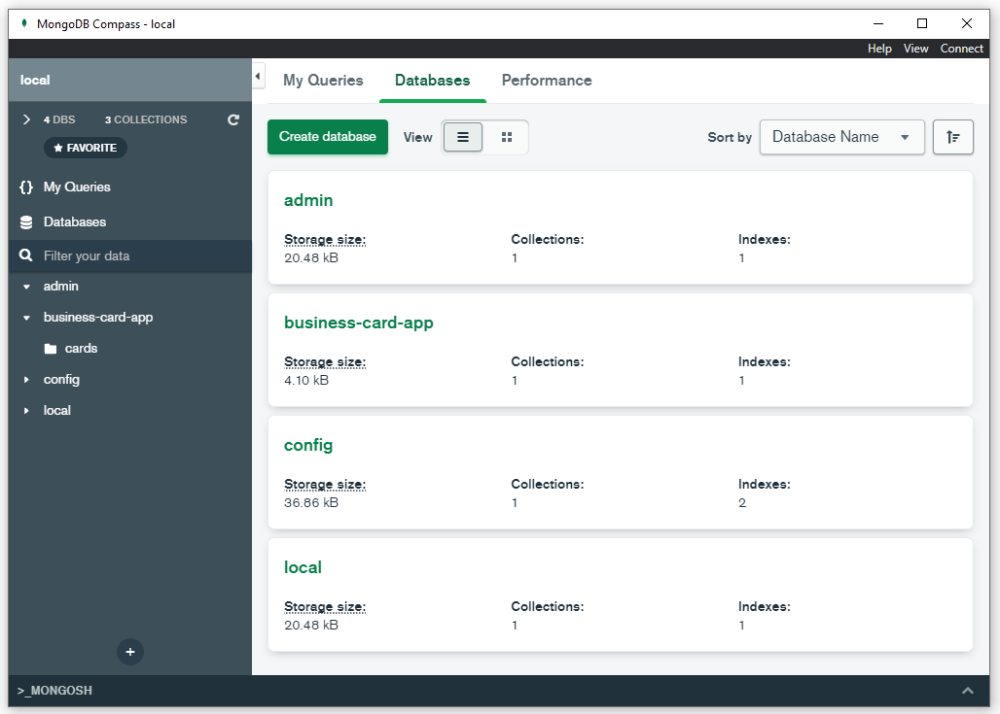 MongoDB Compass - local
Help View Connect
local
4 DBS 3 COLLECTIONS
FAVORITE
{} My Queries
Databases
Filter your data
admin
business-card-app
cards
config
local
My Queries Databases Performance
Create database View Sort by Database Name
admin
Storage size: Collections: Indexes:
20.48 kB 1 1
business-card-app
Storage size: Collections: Indexes:
4.10 kB 1 1
config
Storage size: Collections: Indexes:
36.86 kB 1 2
local
Storage size: Collections: Indexes:
20.48 kB 1 1
>_MONGOSH